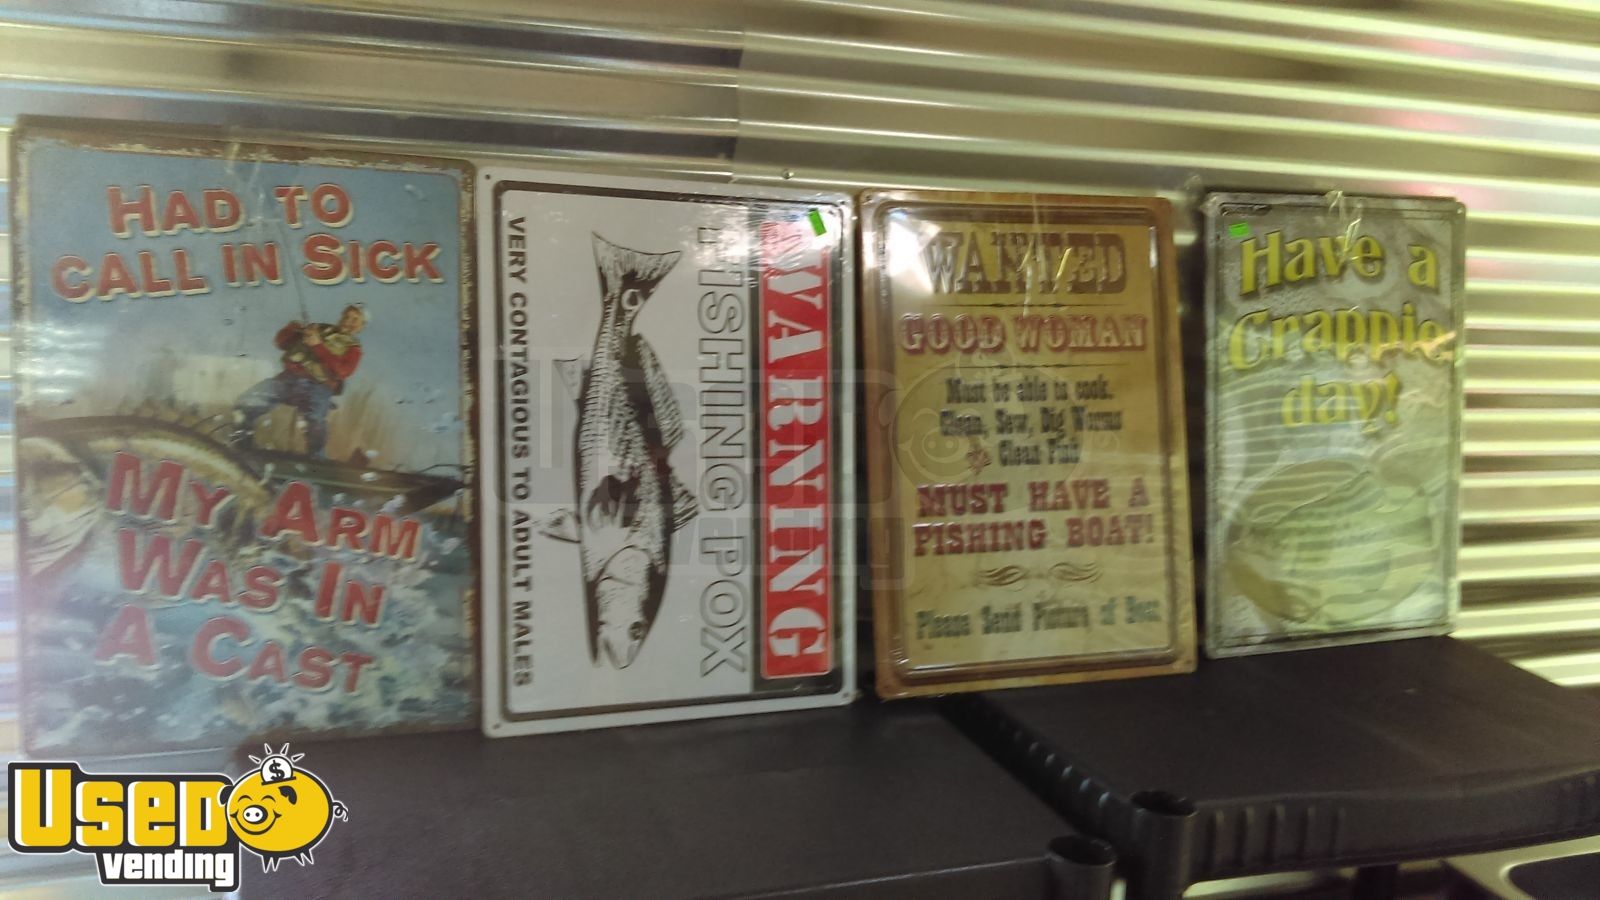 HAD TO
CALL IN SICK
MY ARM
WAS IN
A CAST
WARNING
FISHING POX
VERY CONTAGIOUS TO ADULT MALES
WANTED
GOOD WOMAN
Must be able to cook.
Clean, Sew, Dig Worms
Clean Fish
MUST HAVE A
FISHING BOAT!
Please Send Picture of Boat
Have a
Crappie
day!
USED
vending